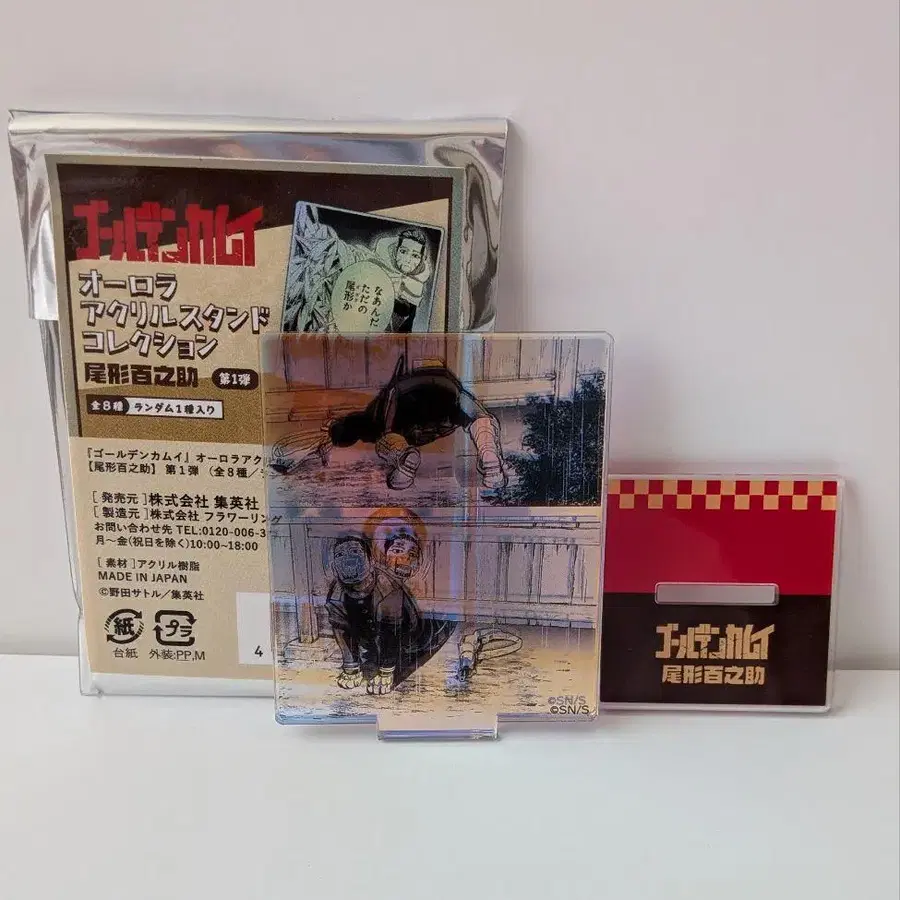 ゴールデンカムイ
オーロラ
アクリルスタンド
コレクション
尾形百之助 第1弾
全8種 ランダム1種入り
なあんだ
ただの
尾形か
『ゴールデンカムイ』オーロラアク
【尾形百之助】第1弾 (全8種/
[ 発売元 ]株式会社 集英社
[ 製造元 ]株式会社 フラワーリング
お問い合わせ先 TEL:0120-006-3
月～金(祝日を除く)10:00~18:00
[ 素材 ]アクリル樹脂
MADE IN JAPAN
©野田サトル/集英社
紙
プラ
台紙 外装:PP,M
4
©SN/S
©SN/S
ゴールデンカムイ
尾形百之助